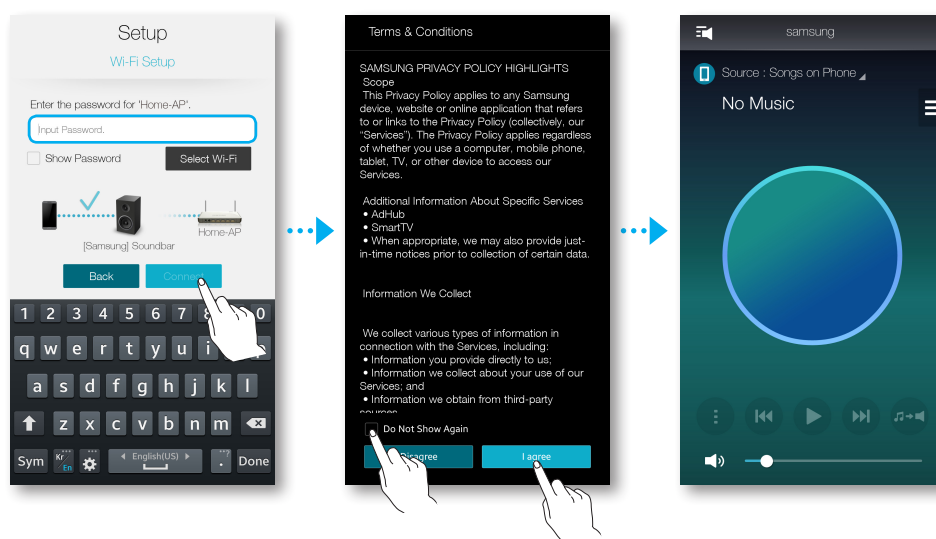 Setup
Wi-Fi Setup
Enter the password for 'Home-AP'.
Input Password.
Show Password
Select Wi-Fi
Home-AP
[Samsung] Soundbar
Back
Connect
1 2 3 4 5 6 7 8 0
q w e r t y u i
a s d f g h j k l
z x c v b n m
Sym Kr/En English(US) . ? Done
Terms & Conditions
SAMSUNG PRIVACY POLICY HIGHLIGHTS
Scope
This Privacy Policy applies to any Samsung
device, website or online application that refers
to or links to the Privacy Policy (collectively, our
“Services”). The Privacy Policy applies regardless
of whether you use a computer, mobile phone,
tablet, TV, or other device to access our
Services.
Additional Information About Specific Services
• AdHub
• SmartTV
• When appropriate, we may also provide just-
in-time notices prior to collection of certain data.
Information We Collect
We collect various types of information in
connection with the Services, including:
• Information you provide directly to us;
• Information we collect about your use of our
Services; and
• Information we obtain from third-party
sources
Do Not Show Again
Disagree
I agree
samsung
Source : Songs on Phone
No Music